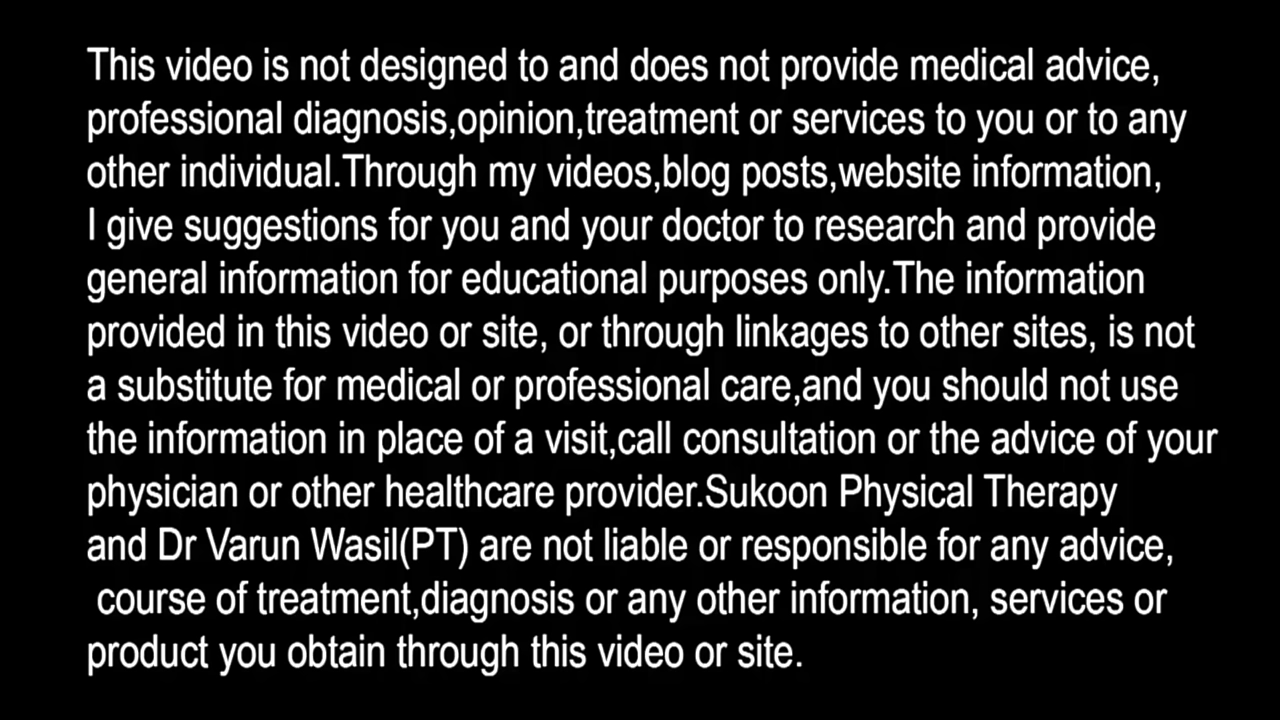 This video is not designed to and does not provide medical advice,
professional diagnosis,opinion,treatment or services to you or to any
other individual.Through my videos,blog posts,website information,
I give suggestions for you and your doctor to research and provide
general information for educational purposes only.The information
provided in this video or site, or through linkages to other sites, is not
a substitute for medical or professional care,and you should not use
the information in place of a visit,call consultation or the advice of your
physician or other healthcare provider.Sukoon Physical Therapy
and Dr Varun Wasil(PT) are not liable or responsible for any advice,
course of treatment,diagnosis or any other information, services or
product you obtain through this video or site.